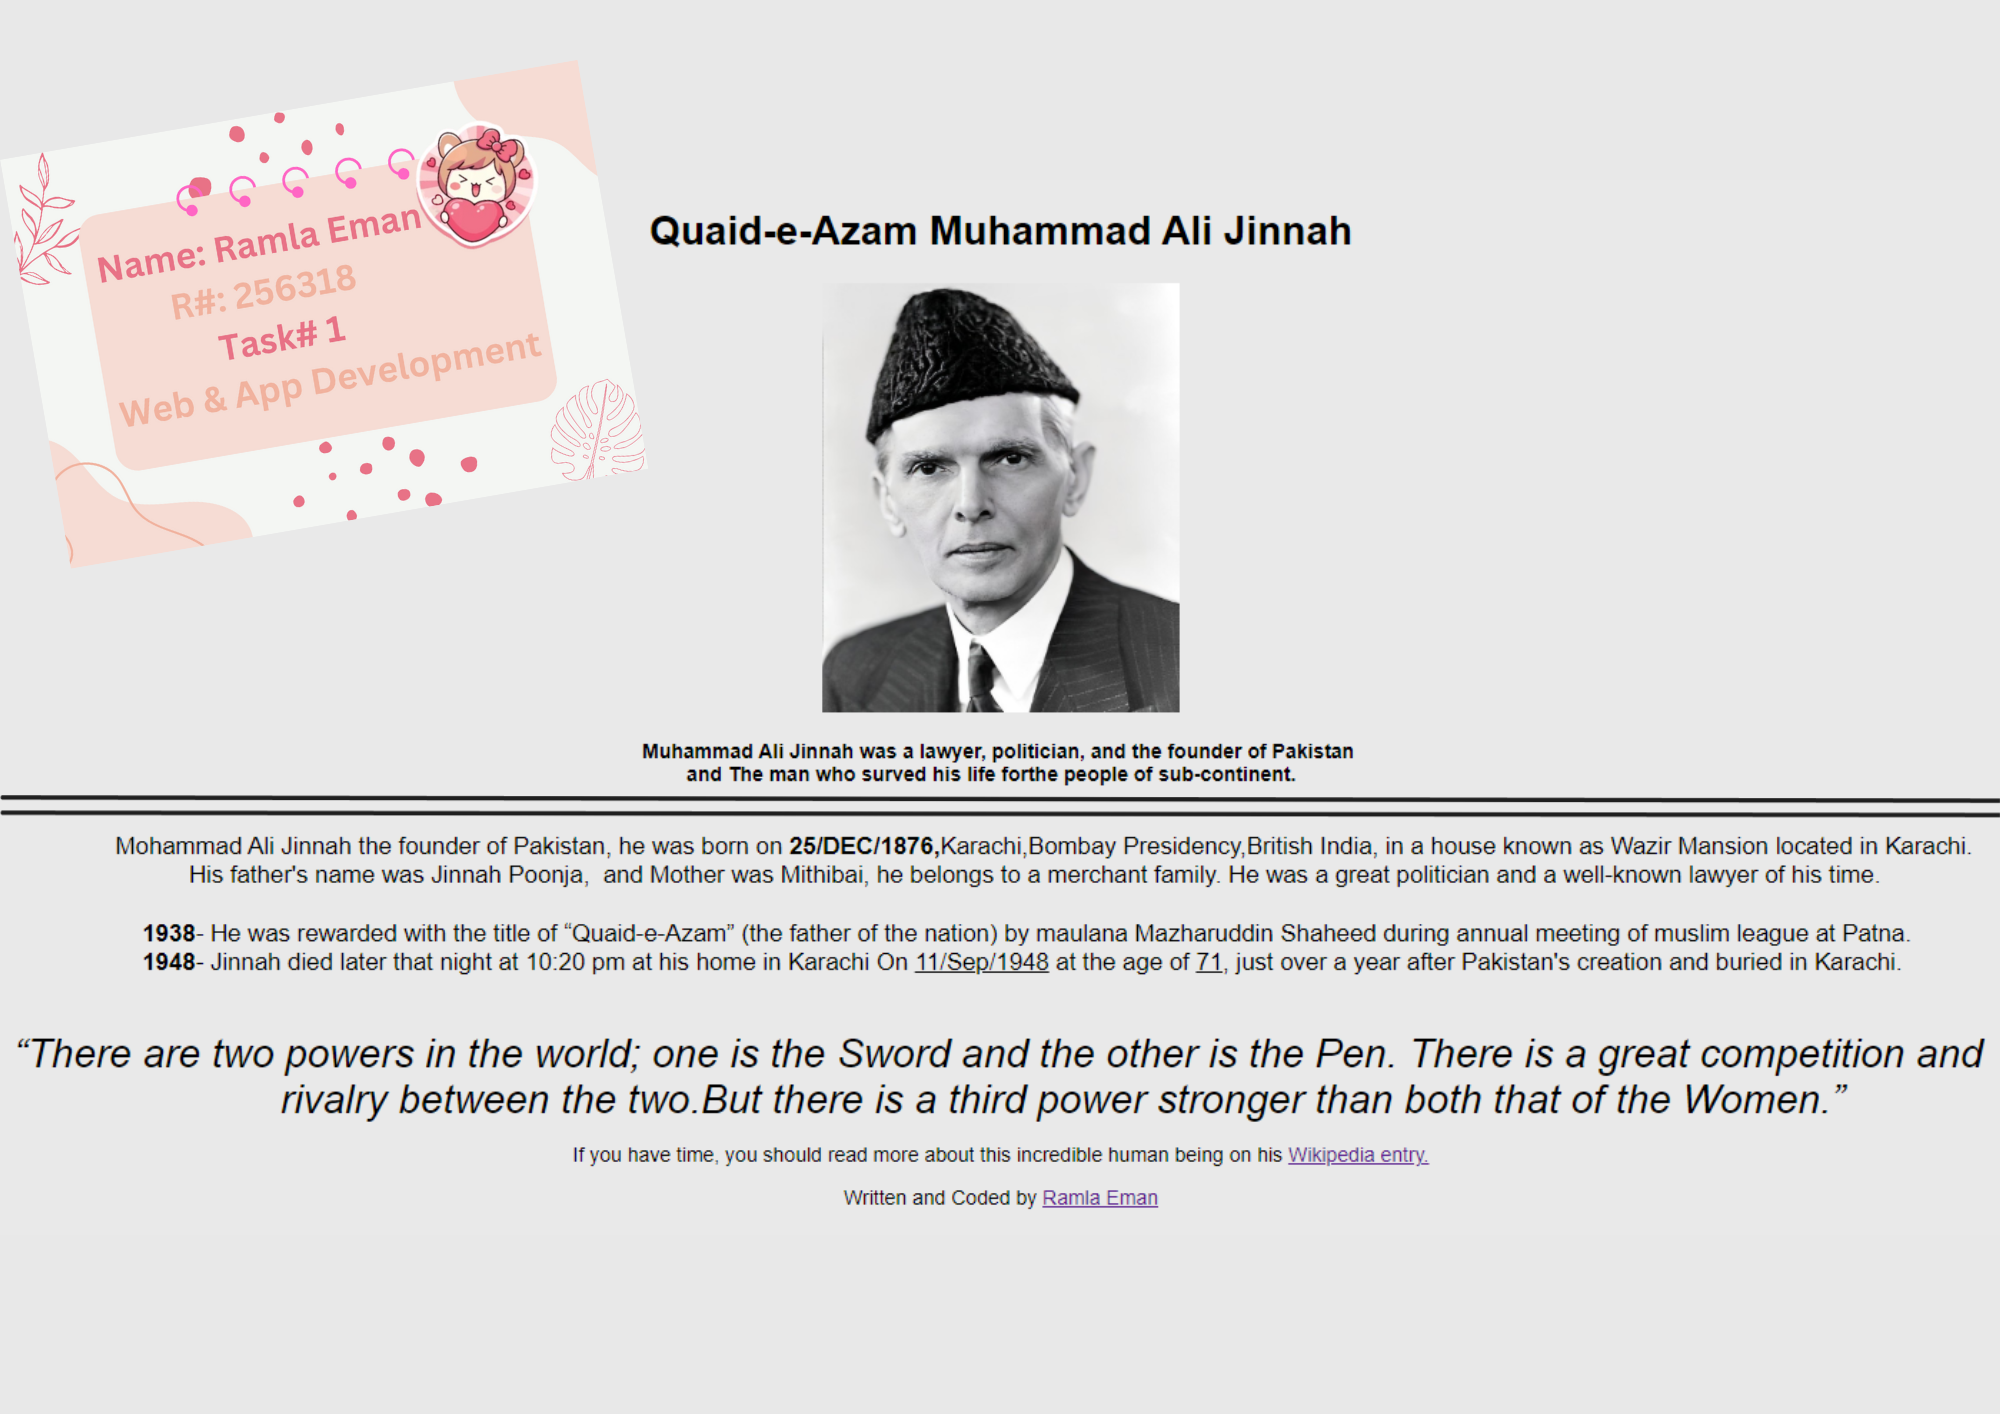 Name: Ramla Eman
R#: 256318
Task# 1
Web & App Development
Quaid-e-Azam Muhammad Ali Jinnah
Muhammad Ali Jinnah was a lawyer, politician, and the founder of Pakistan
and The man who surved his life forthe people of sub-continent.
Mohammad Ali Jinnah the founder of Pakistan, he was born on 25/DEC/1876,Karachi,Bombay Presidency,British India, in a house known as Wazir Mansion located in Karachi.
His father's name was Jinnah Poonja, and Mother was Mithibai, he belongs to a merchant family. He was a great politician and a well-known lawyer of his time.
1938- He was rewarded with the title of “Quaid-e-Azam” (the father of the nation) by maulana Mazharuddin Shaheed during annual meeting of muslim league at Patna.
1948- Jinnah died later that night at 10:20 pm at his home in Karachi On 11/Sep/1948 at the age of 71, just over a year after Pakistan's creation and buried in Karachi.
“There are two powers in the world; one is the Sword and the other is the Pen. There is a great competition and
rivalry between the two.But there is a third power stronger than both that of the Women.”
If you have time, you should read more about this incredible human being on his Wikipedia entry.
Written and Coded by Ramla Eman